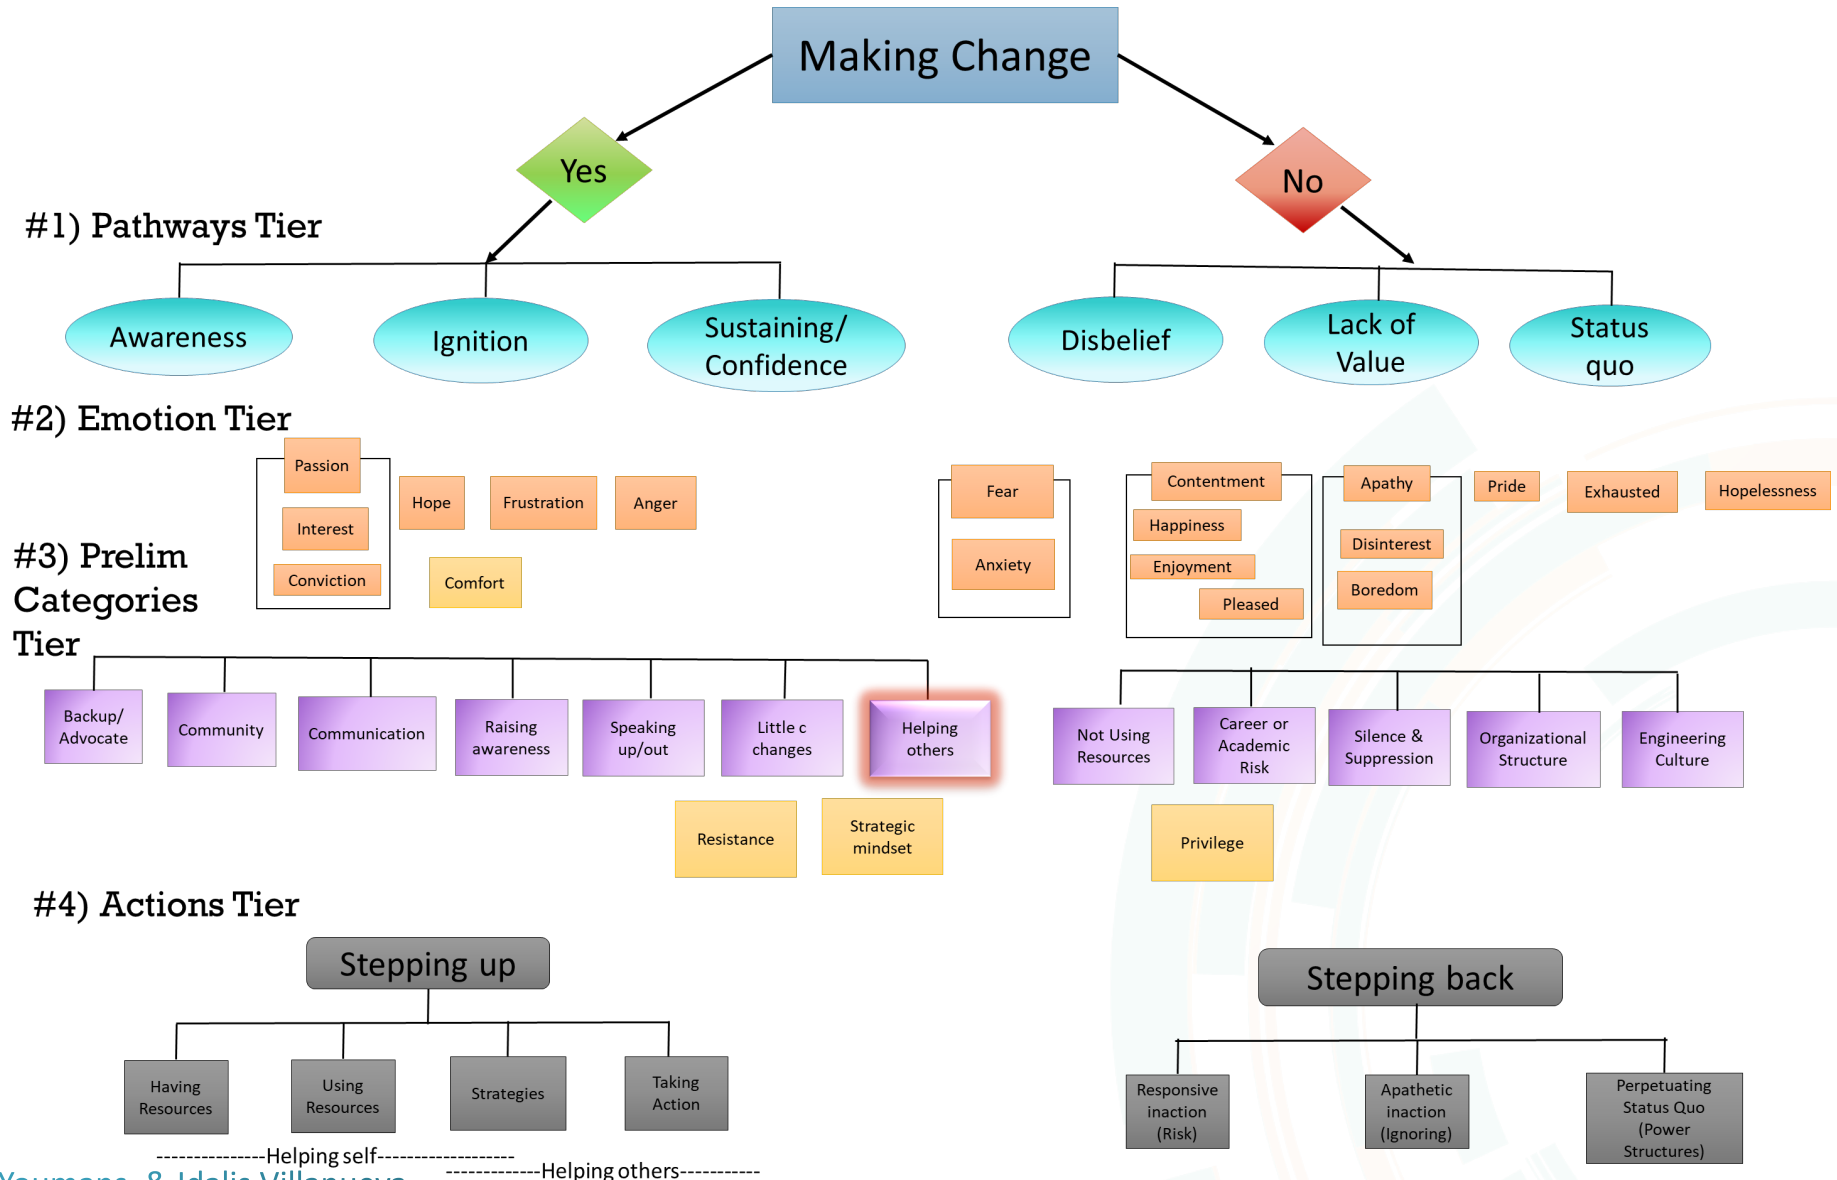 Making Change
Yes
No
#1) Pathways Tier
Awareness
Ignition
Sustaining/
Confidence
Disbelief
Lack of
Value
Status
quo
#2) Emotion Tier
Passion
Interest
Conviction
Hope
Frustration
Anger
Comfort
Fear
Anxiety
Contentment
Happiness
Enjoyment
Pleased
Apathy
Disinterest
Boredom
Pride
Exhausted
Hopelessness
#3) Prelim
Categories
Tier
Backup/
Advocate
Community
Communication
Raising
awareness
Speaking
up/out
Little c
changes
Helping
others
Resistance
Strategic
mindset
Not Using
Resources
Career or
Academic
Risk
Silence &
Suppression
Organizational
Structure
Engineering
Culture
Privilege
#4) Actions Tier
Stepping up
Having
Resources
Using
Resources
Strategies
Taking
Action
--------------Helping self------------------
------------Helping others----------
Stepping back
Responsive
inaction
(Risk)
Apathetic
inaction
(Ignoring)
Perpetuating
Status Quo
(Power
Structures)
Youmans, & Idalis Villanueva